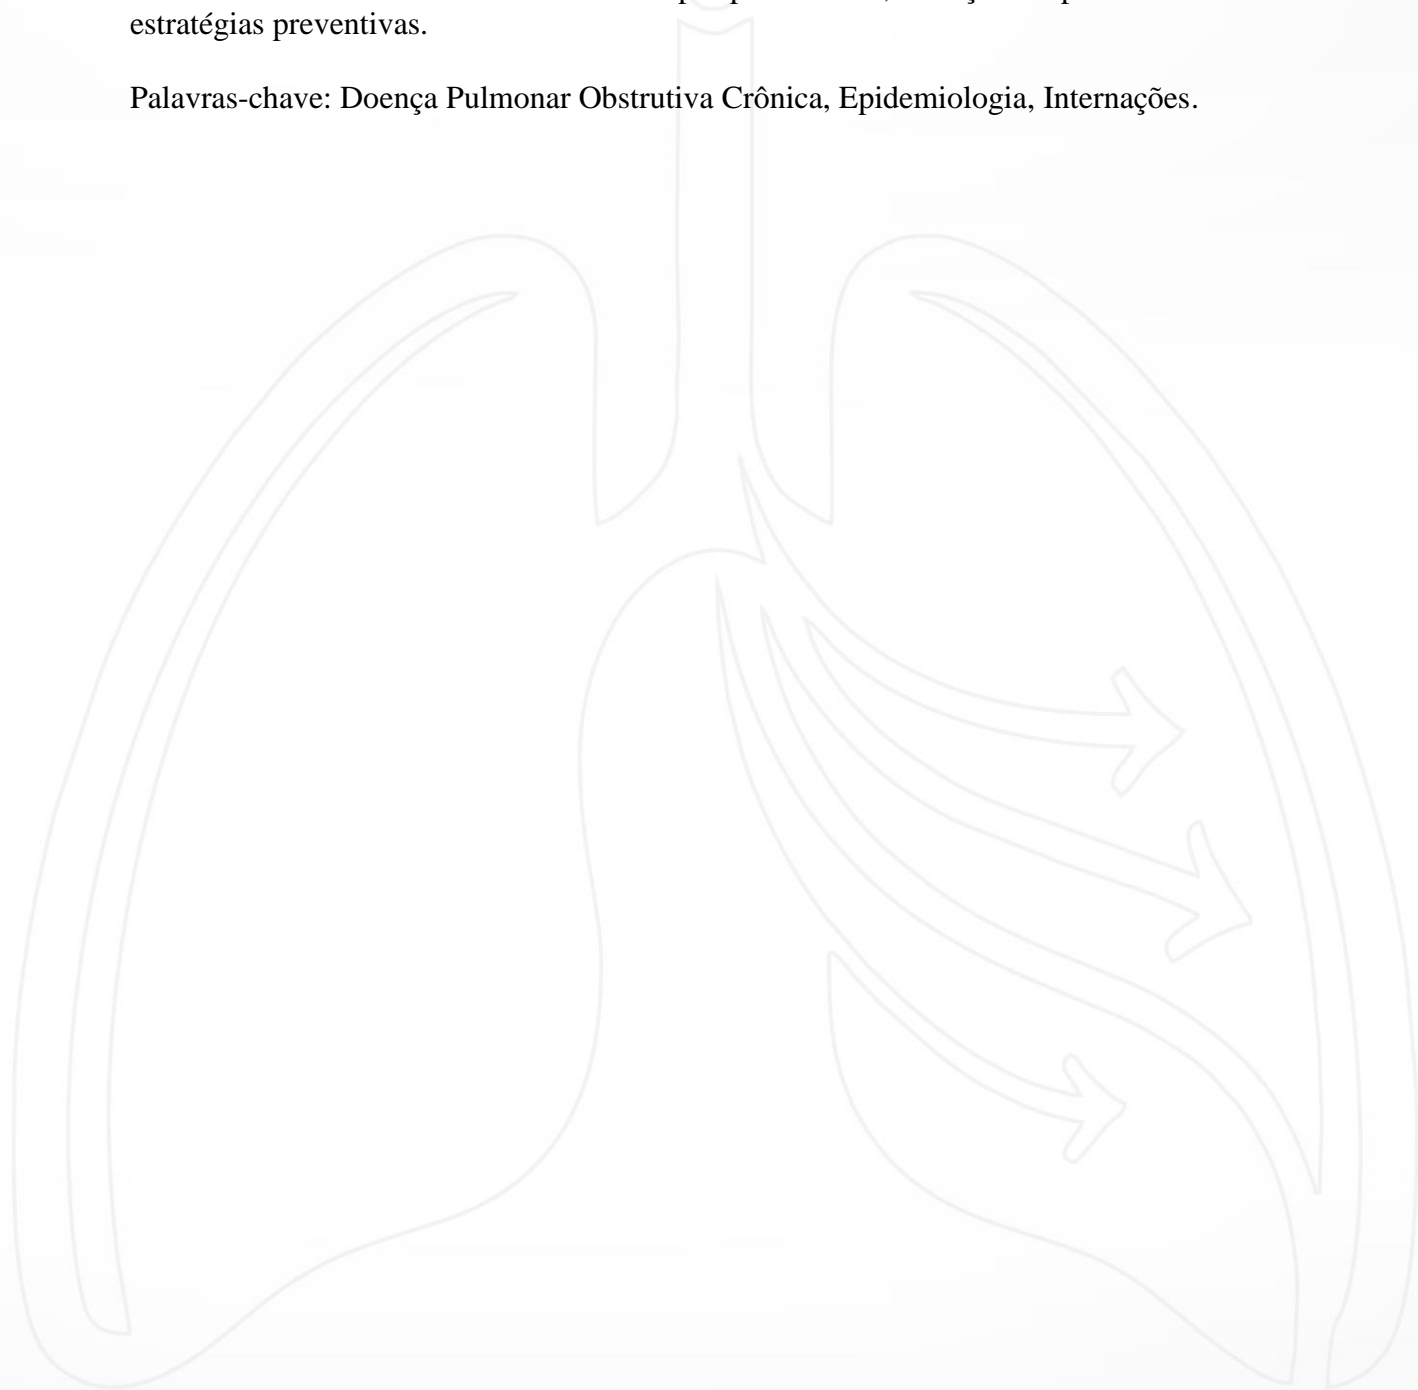 estratégias preventivas.
Palavras-chave: Doença Pulmonar Obstrutiva Crônica, Epidemiologia, Internações.